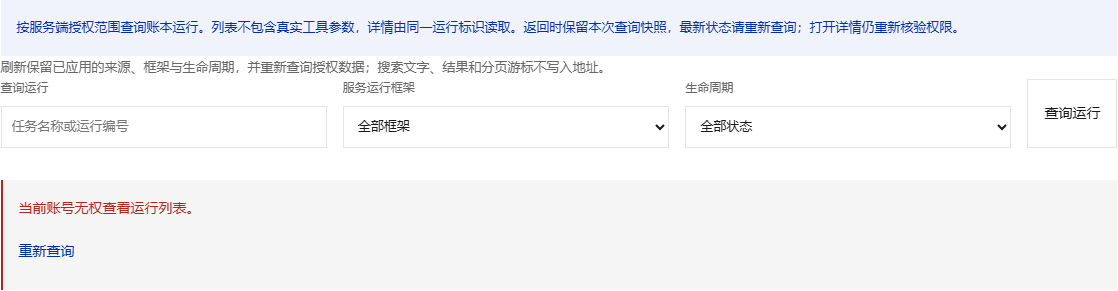 按服务端授权范围查询账本运行。列表不包含真实工具参数，详情由同一运行标识读取。返回时保留本次查询快照，最新状态请重新查询；打开详情仍重新核验权限。
刷新保留已应用的来源、框架与生命周期，并重新查询授权数据；搜索文字、结果和分页游标不写入地址。
查询运行
服务运行框架
生命周期
任务名称或运行编号
全部框架
全部状态
查询运行
当前账号无权查看运行列表。
重新查询